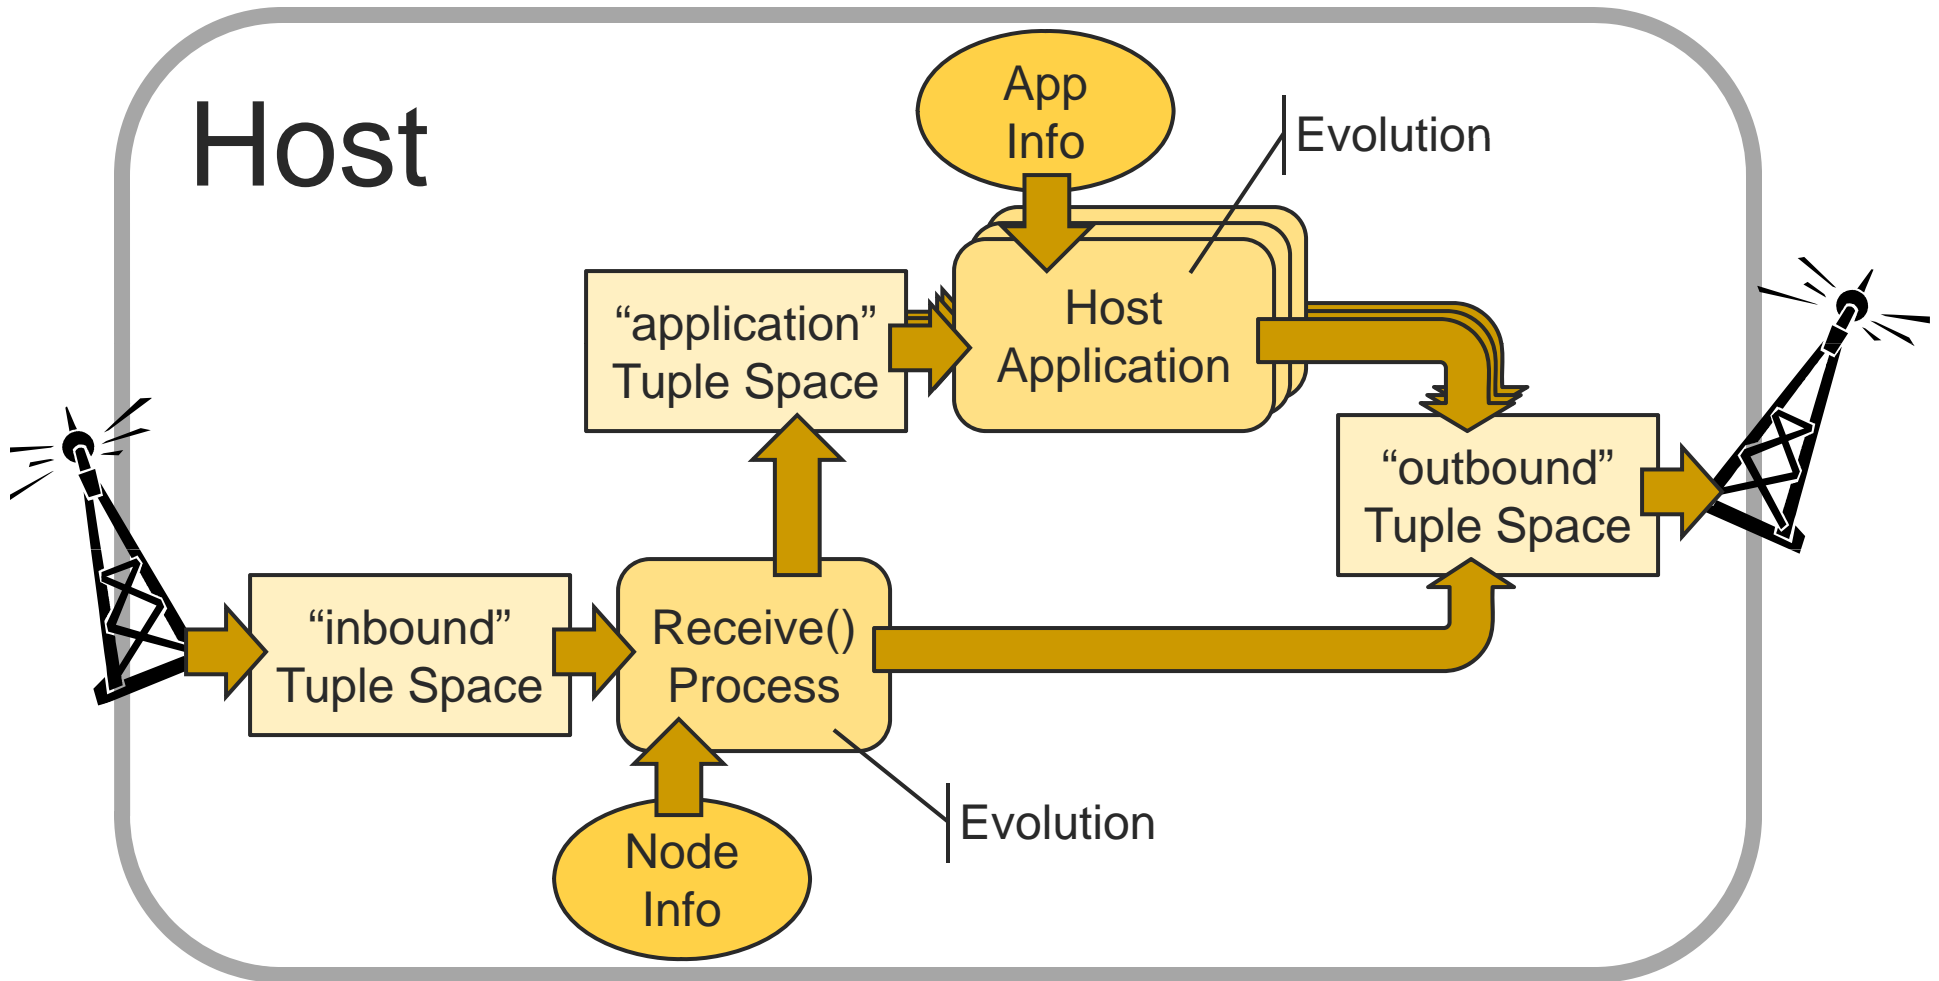 Host
App
Info
Evolution
“application”
Tuple Space
Host
Application
“outbound”
Tuple Space
“inbound”
Tuple Space
Receive()
Process
Evolution
Node
Info